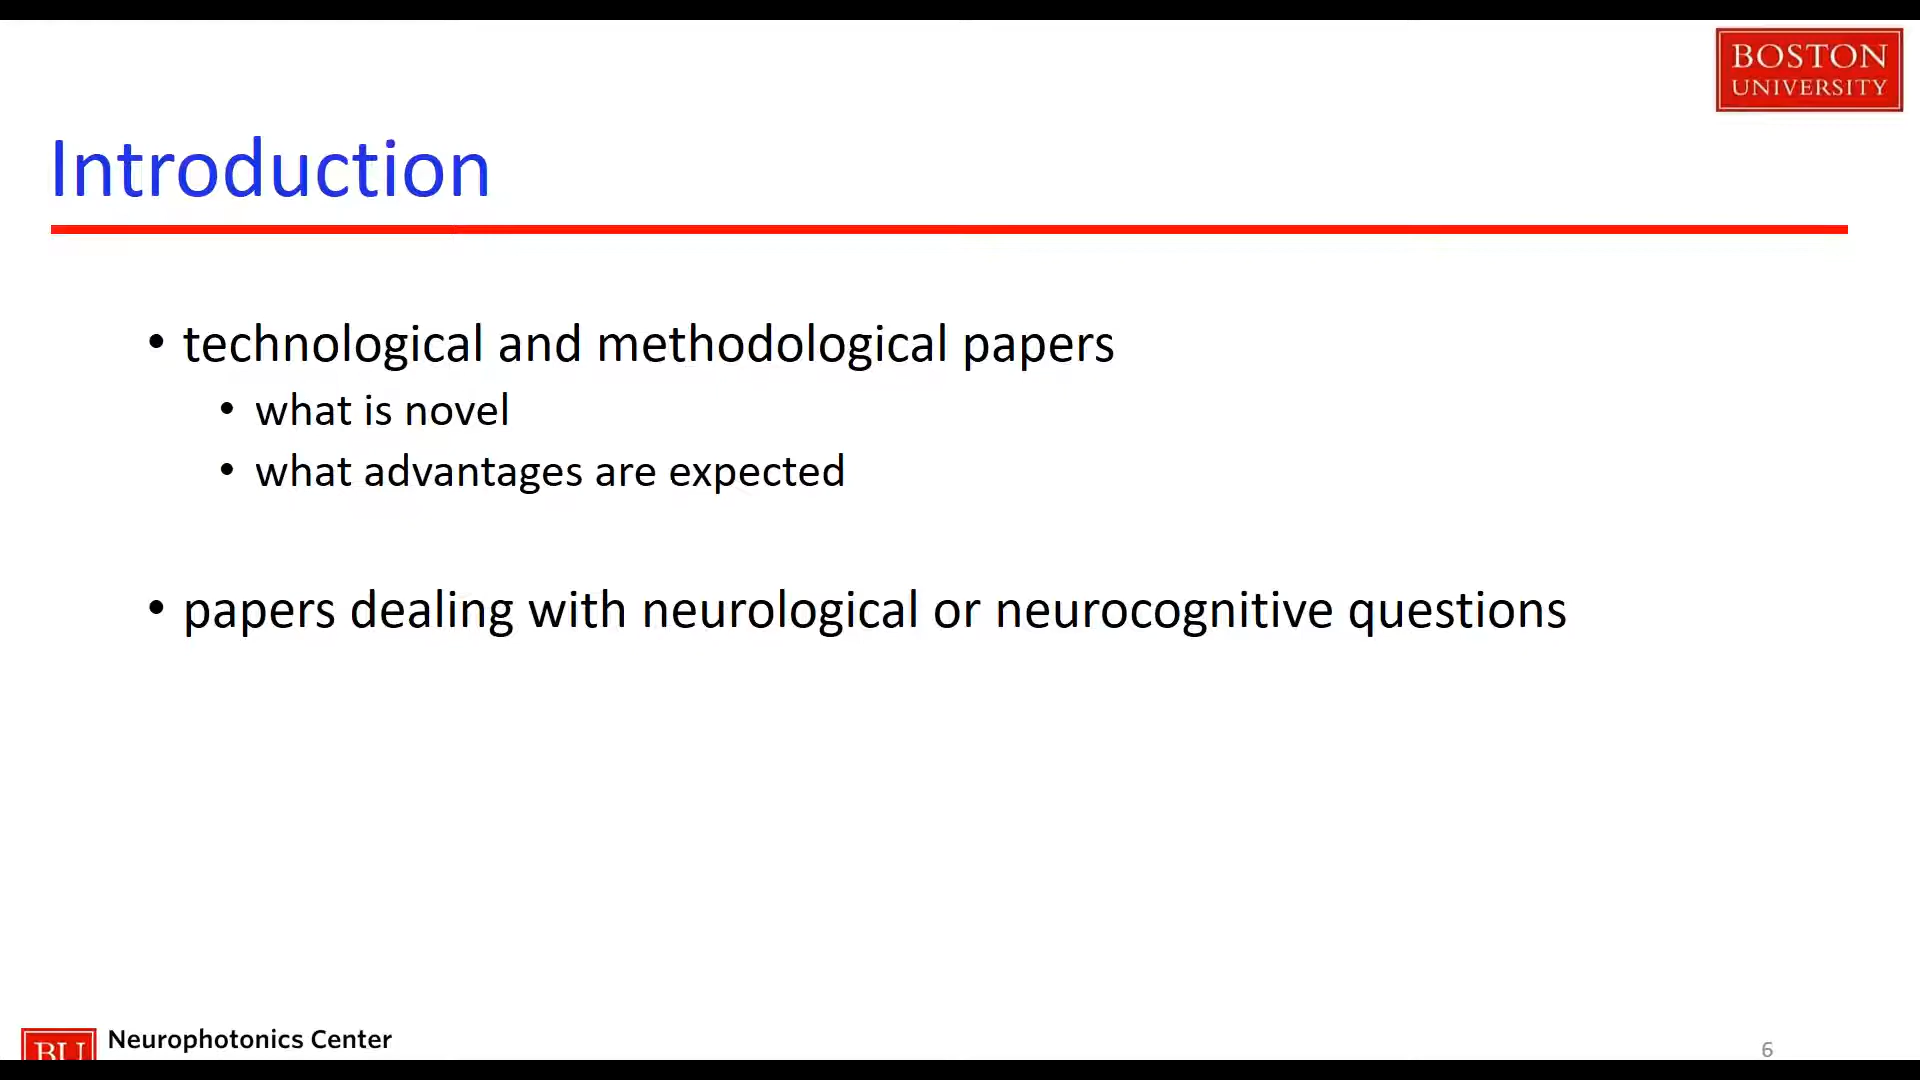 BOSTON
UNIVERSITY
Introduction
• technological and methodological papers
• what is novel
• what advantages are expected
• papers dealing with neurological or neurocognitive questions
BU
Neurophotonics Center
6